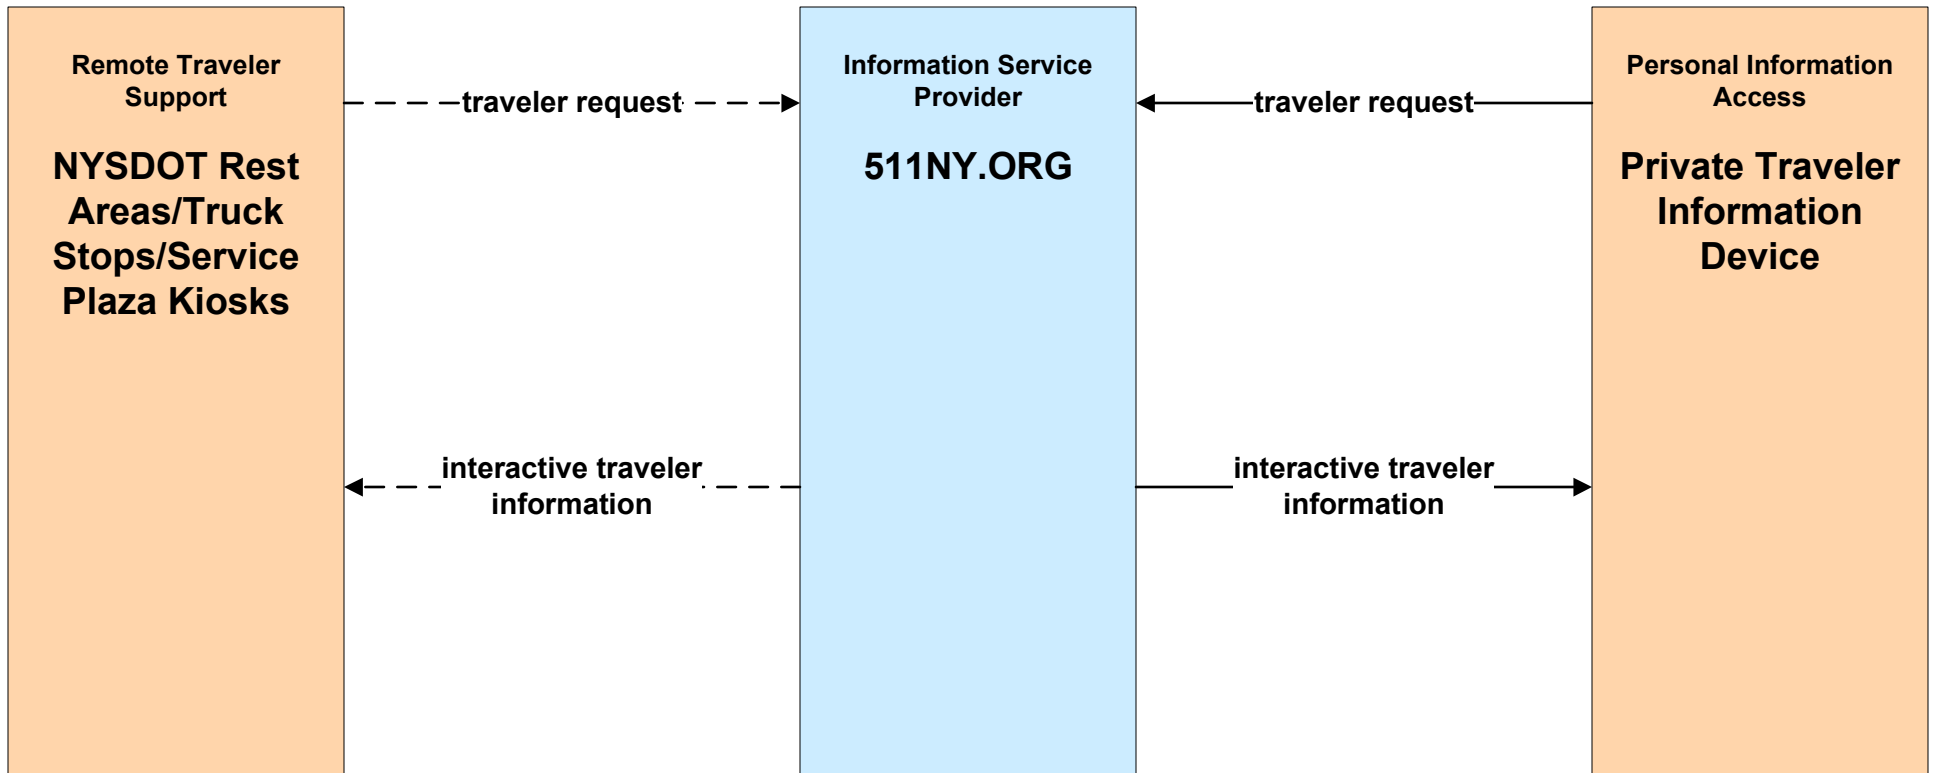 Remote Traveler
Support
NYSDOT Rest
Areas/Truck
Stops/Service
Plaza Kiosks
traveler request
interactive traveler
information
Information Service
Provider
511NY.ORG
traveler request
interactive traveler
information
Personal Information
Access
Private Traveler
Information
Device